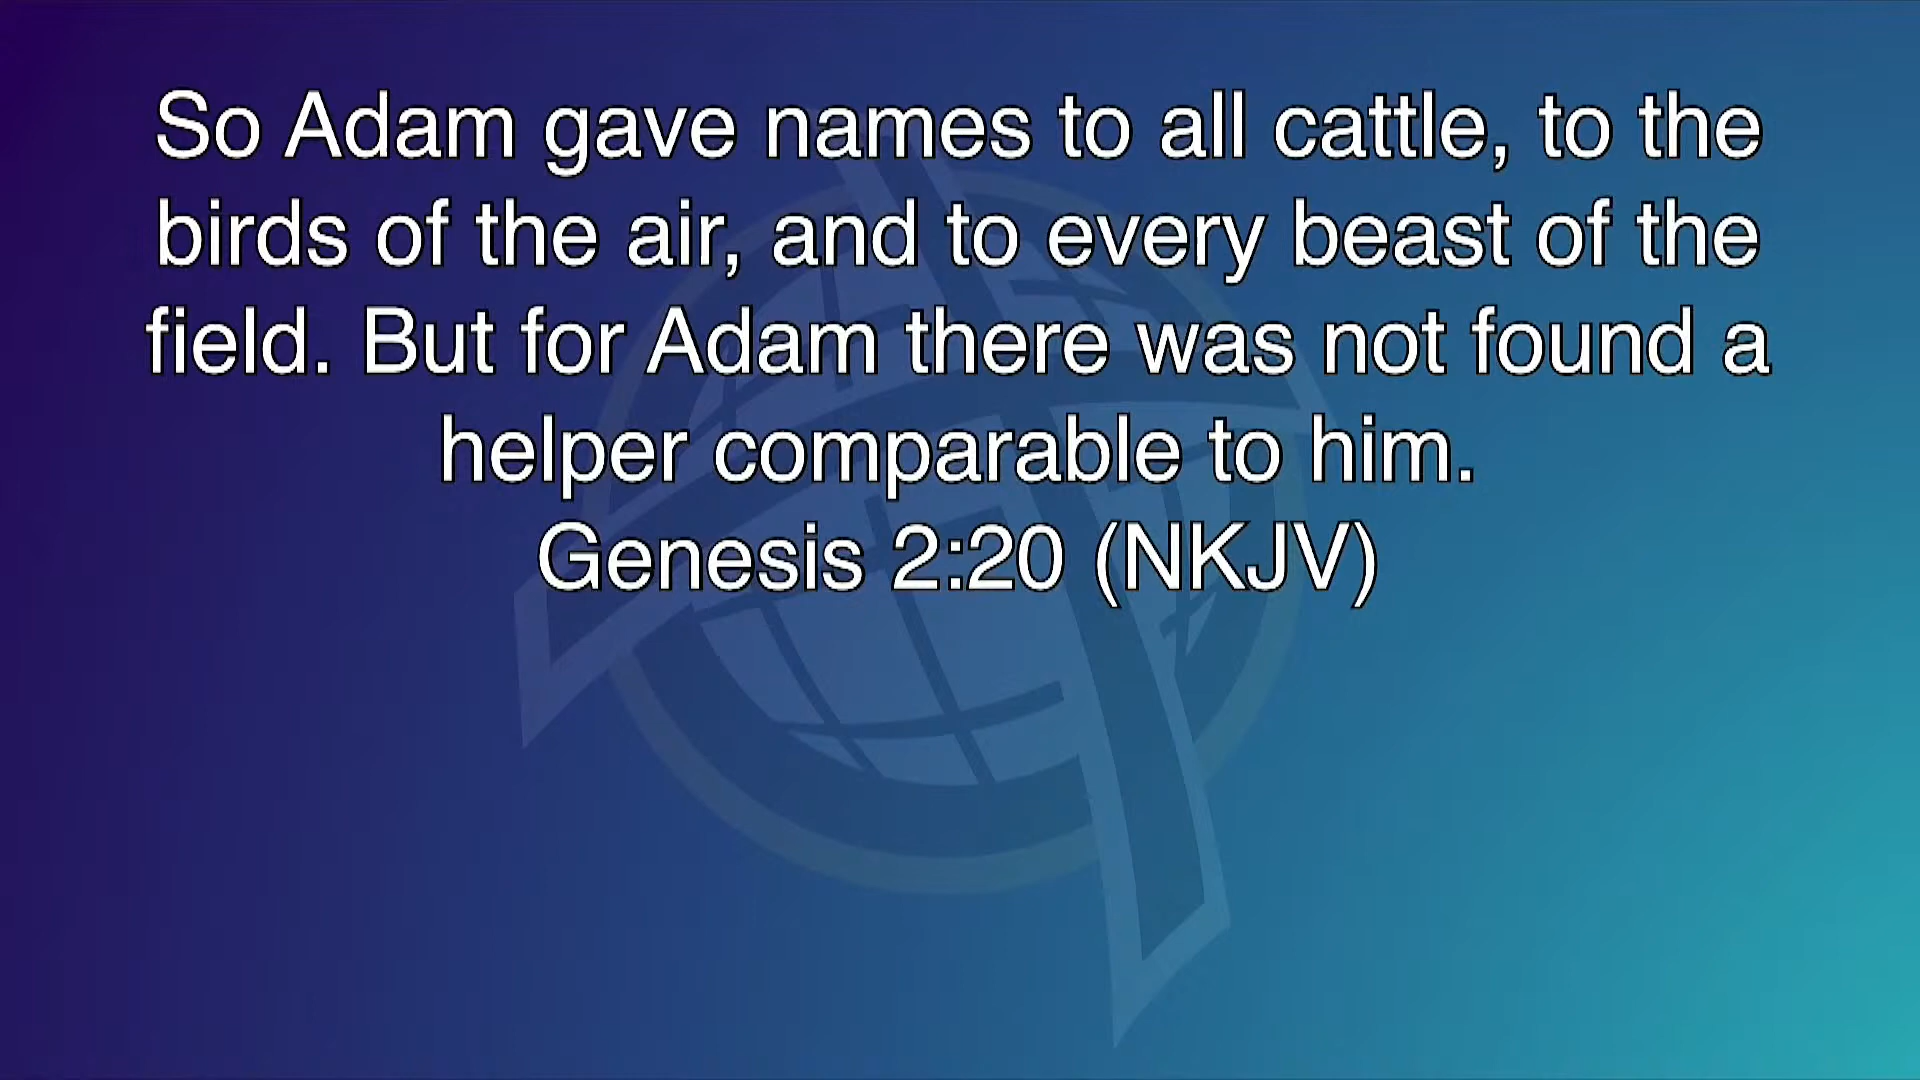 So Adam gave names to all cattle, to the
birds of the air, and to every beast of the
field. But for Adam there was not found a
helper comparable to him.
Genesis 2:20 (NKJV)